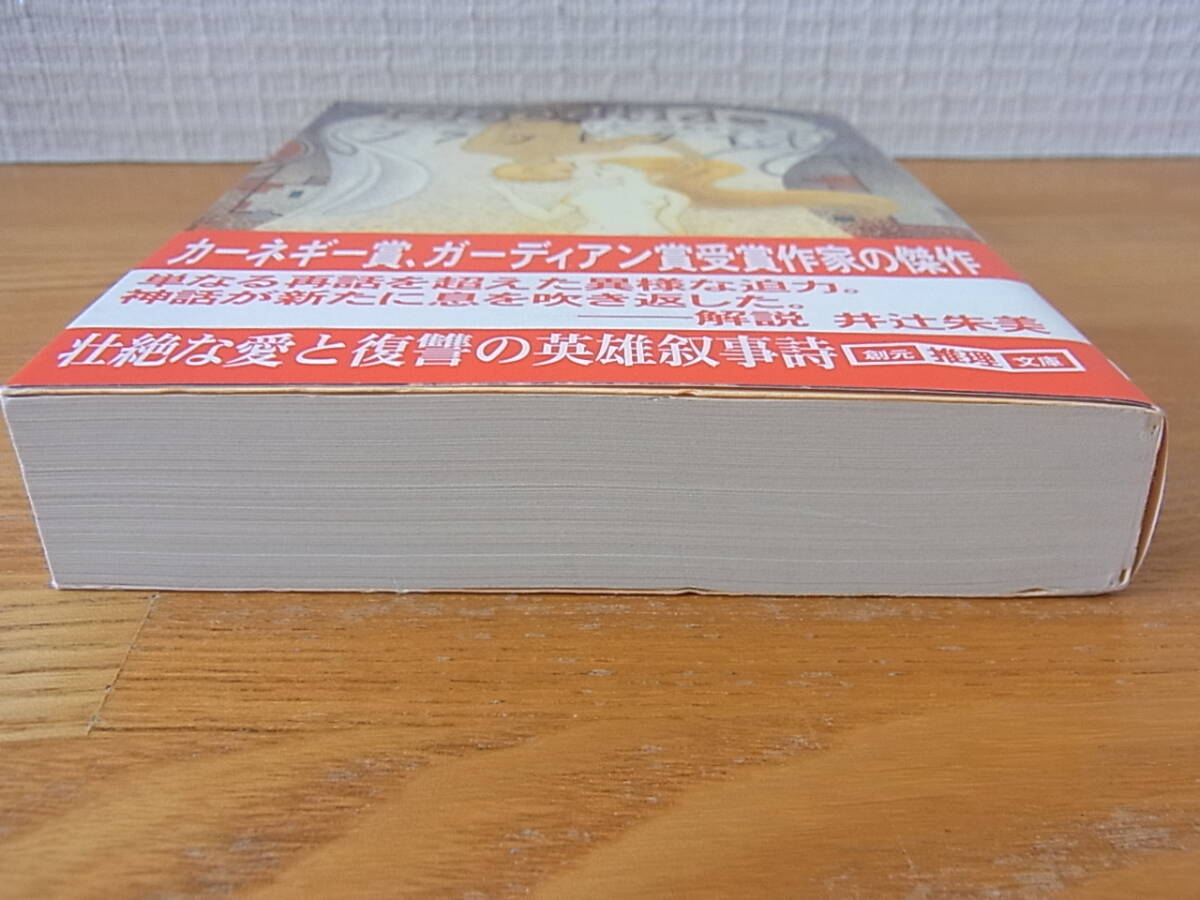 カーネギー賞、ガーディアン賞受賞作家の傑作
単なる再話を超えた異様な迫力。
神話が新たに息を吹き返した。
――解説 井辻朱美
壮絶な愛と復讐の英雄叙事詩
創元推理文庫